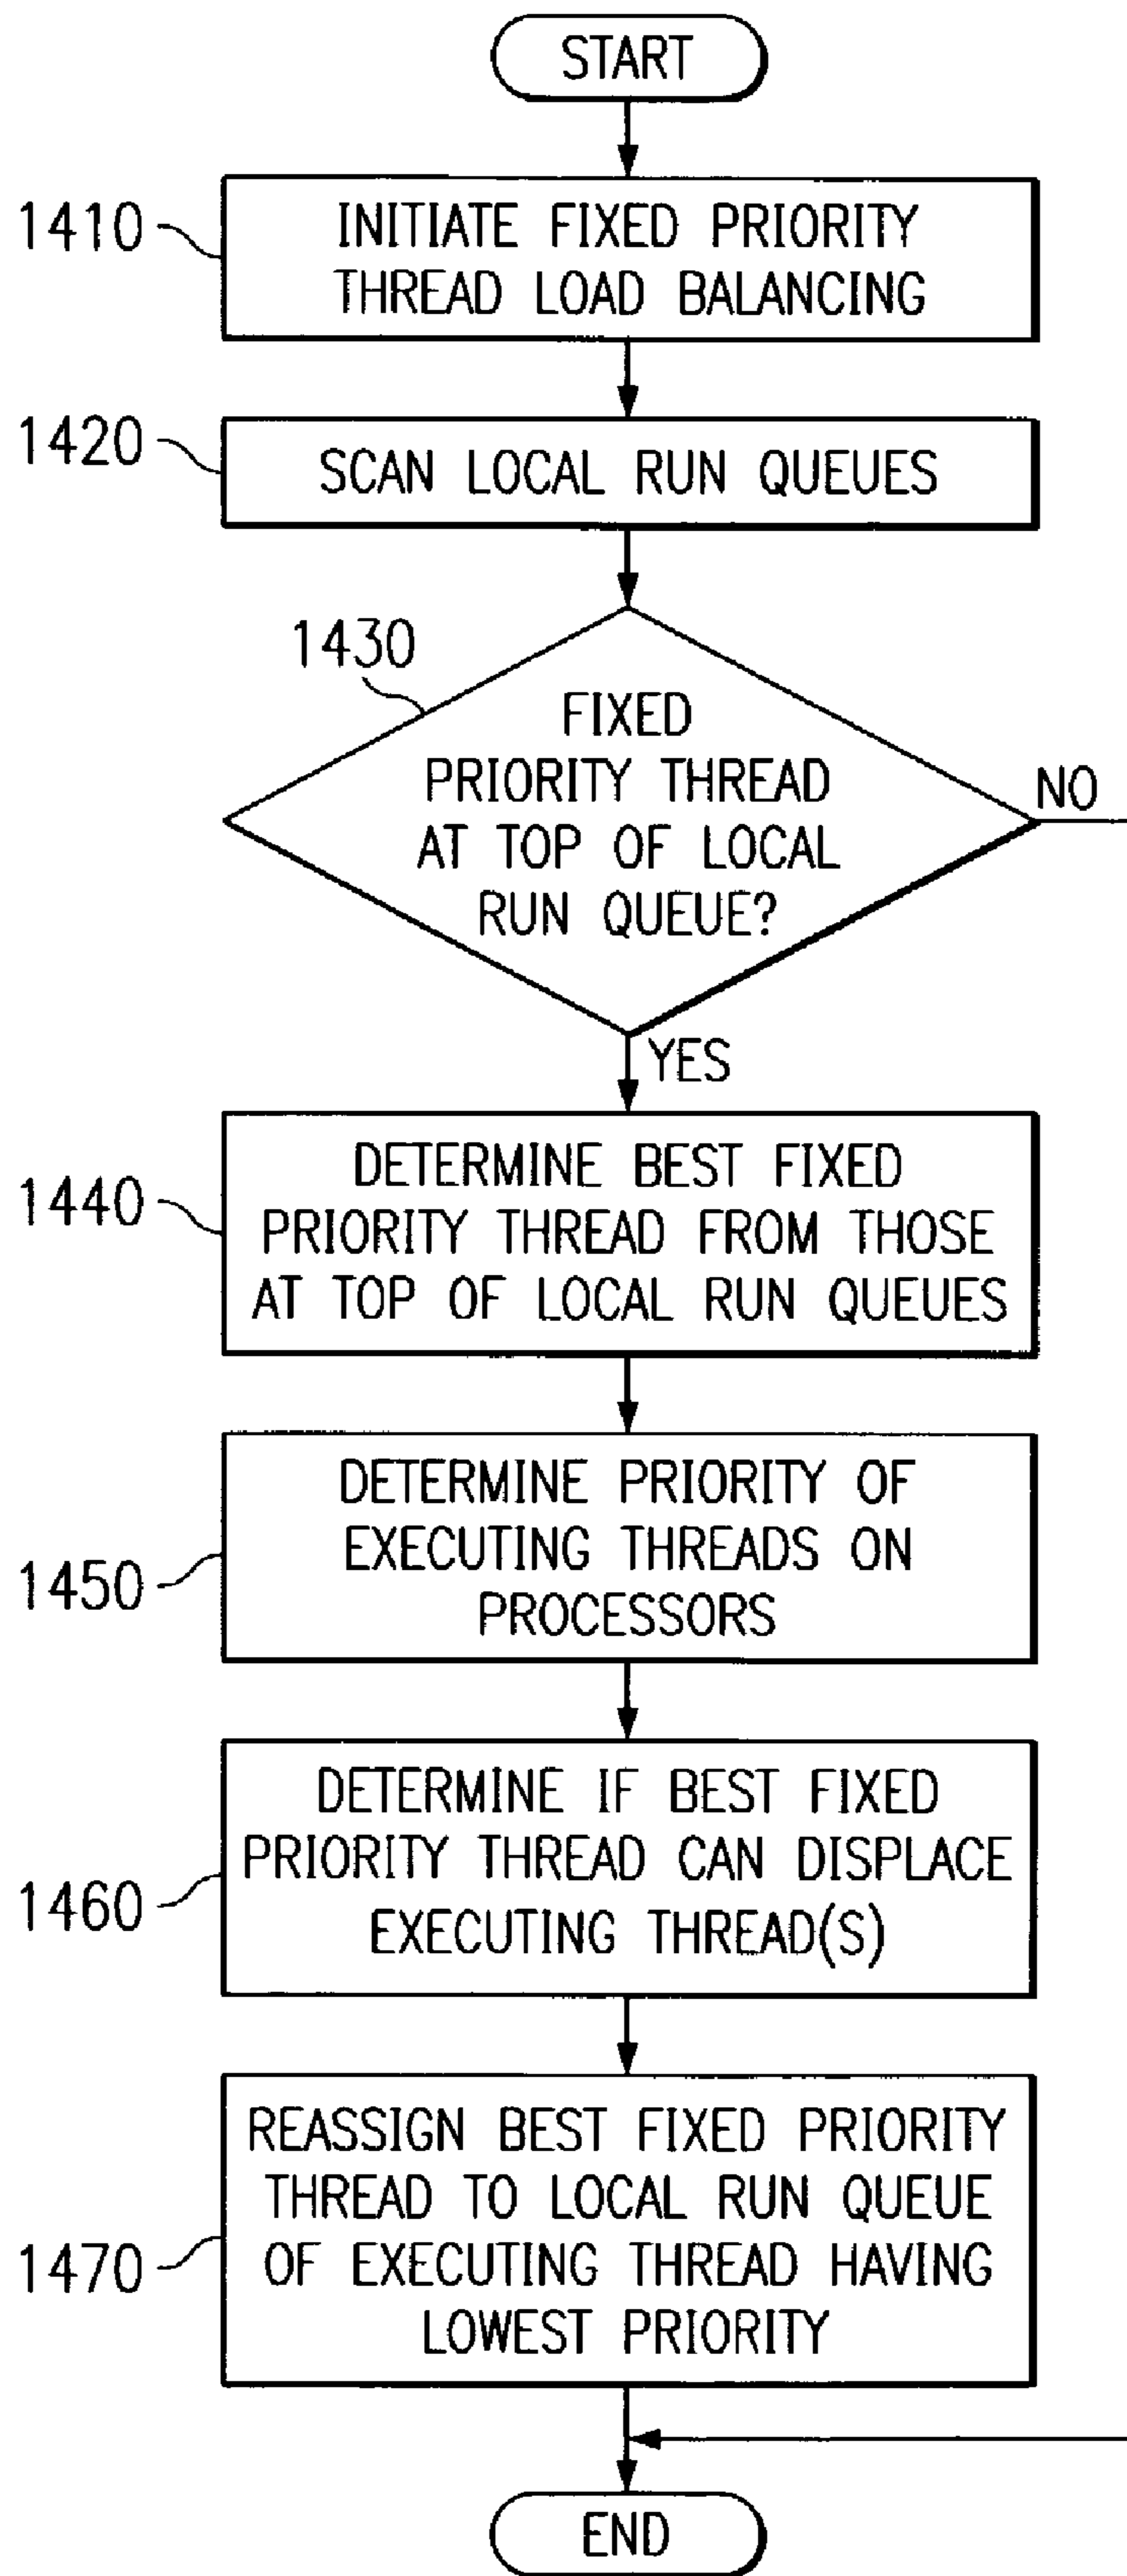 START
1410
INITIATE FIXED PRIORITY
THREAD LOAD BALANCING
1420
SCAN LOCAL RUN QUEUES
1430
FIXED
PRIORITY THREAD
AT TOP OF LOCAL
RUN QUEUE?
NO
YES
1440
DETERMINE BEST FIXED
PRIORITY THREAD FROM THOSE
AT TOP OF LOCAL RUN QUEUES
1450
DETERMINE PRIORITY OF
EXECUTING THREADS ON
PROCESSORS
1460
DETERMINE IF BEST FIXED
PRIORITY THREAD CAN DISPLACE
EXECUTING THREAD(S)
1470
REASSIGN BEST FIXED PRIORITY
THREAD TO LOCAL RUN QUEUE
OF EXECUTING THREAD HAVING
LOWEST PRIORITY
END